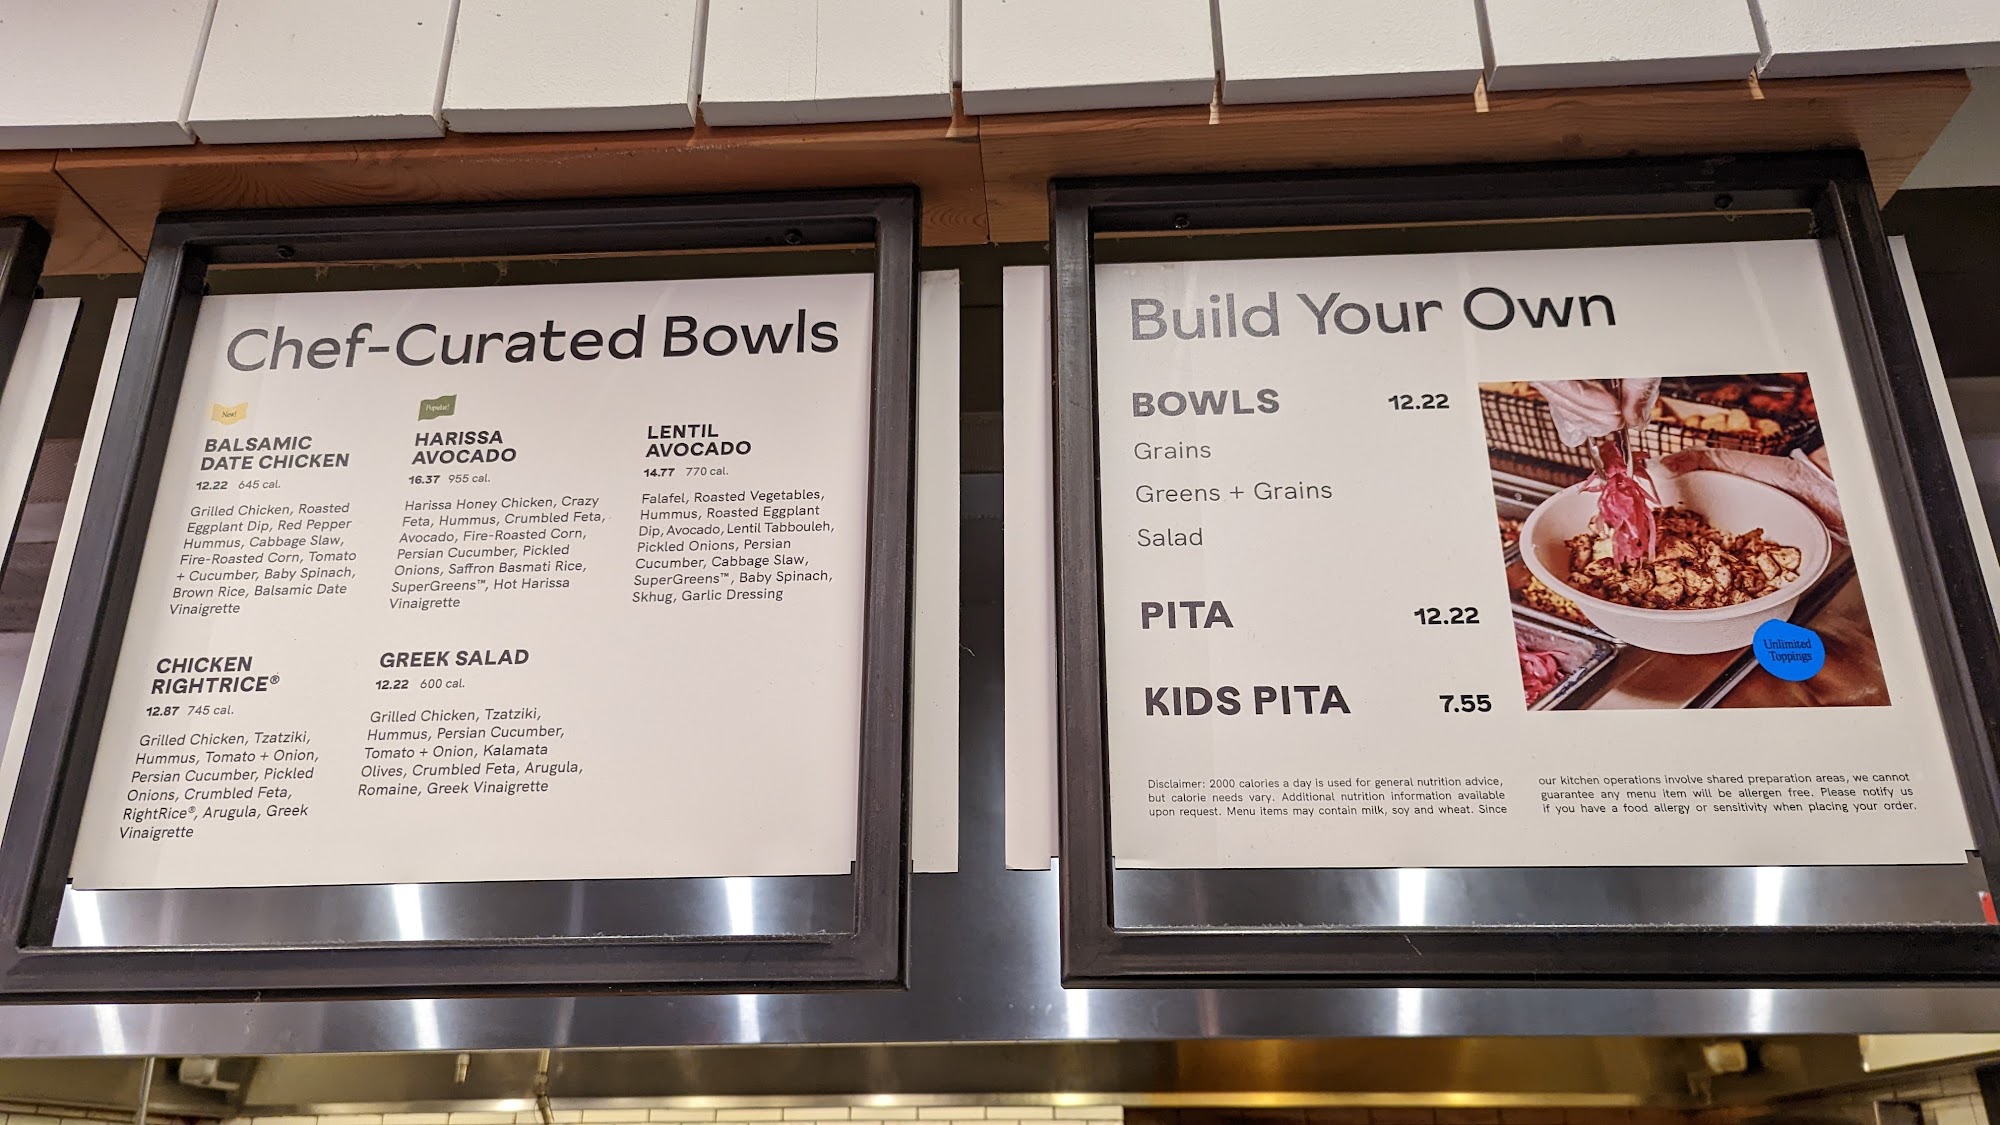 Chef-Curated Bowls
New!
BALSAMIC
DATE CHICKEN
12.22 645 cal.
Grilled Chicken, Roasted
Eggplant Dip, Red Pepper
Hummus, Cabbage Slaw,
Fire-Roasted Corn, Tomato
+ Cucumber, Baby Spinach,
Brown Rice, Balsamic Date
Vinaigrette
Popular!
HARISSA
AVOCADO
16.37 955 cal.
Harissa Honey Chicken, Crazy
Feta, Hummus, Crumbled Feta,
Avocado, Fire-Roasted Corn,
Persian Cucumber, Pickled
Onions, Saffron Basmati Rice,
SuperGreens™, Hot Harissa
Vinaigrette
LENTIL
AVOCADO
14.77 770 cal.
Falafel, Roasted Vegetables,
Hummus, Roasted Eggplant
Dip, Avocado, Lentil Tabbouleh,
Pickled Onions, Persian
Cucumber, Cabbage Slaw,
SuperGreens™, Baby Spinach,
Skhug, Garlic Dressing
CHICKEN
RIGHTRICE®
12.87 745 cal.
Grilled Chicken, Tzatziki,
Hummus, Tomato + Onion,
Persian Cucumber, Pickled
Onions, Crumbled Feta,
RightRice®, Arugula, Greek
Vinaigrette
GREEK SALAD
12.22 600 cal.
Grilled Chicken, Tzatziki,
Hummus, Persian Cucumber,
Tomato + Onion, Kalamata
Olives, Crumbled Feta, Arugula,
Romaine, Greek Vinaigrette
Build Your Own
BOWLS 12.22
Grains
Greens + Grains
Salad
PITA 12.22
KIDS PITA 7.55
Unlimited
Toppings
Disclaimer: 2000 calories a day is used for general nutrition advice,
but calorie needs vary. Additional nutrition information available
upon request. Menu items may contain milk, soy and wheat. Since
our kitchen operations involve shared preparation areas, we cannot
guarantee any menu item will be allergen free. Please notify us
if you have a food allergy or sensitivity when placing your order.